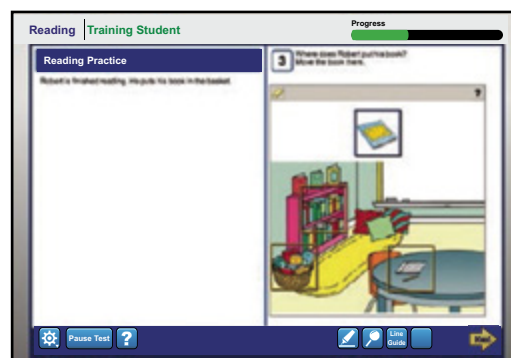 Reading Training Student
Progress
Reading Practice
Robert is finished reading. He puts his book in the basket.
3 Where does Robert put his book?
Move the book there.
?
Pause Test ? Line
Guide